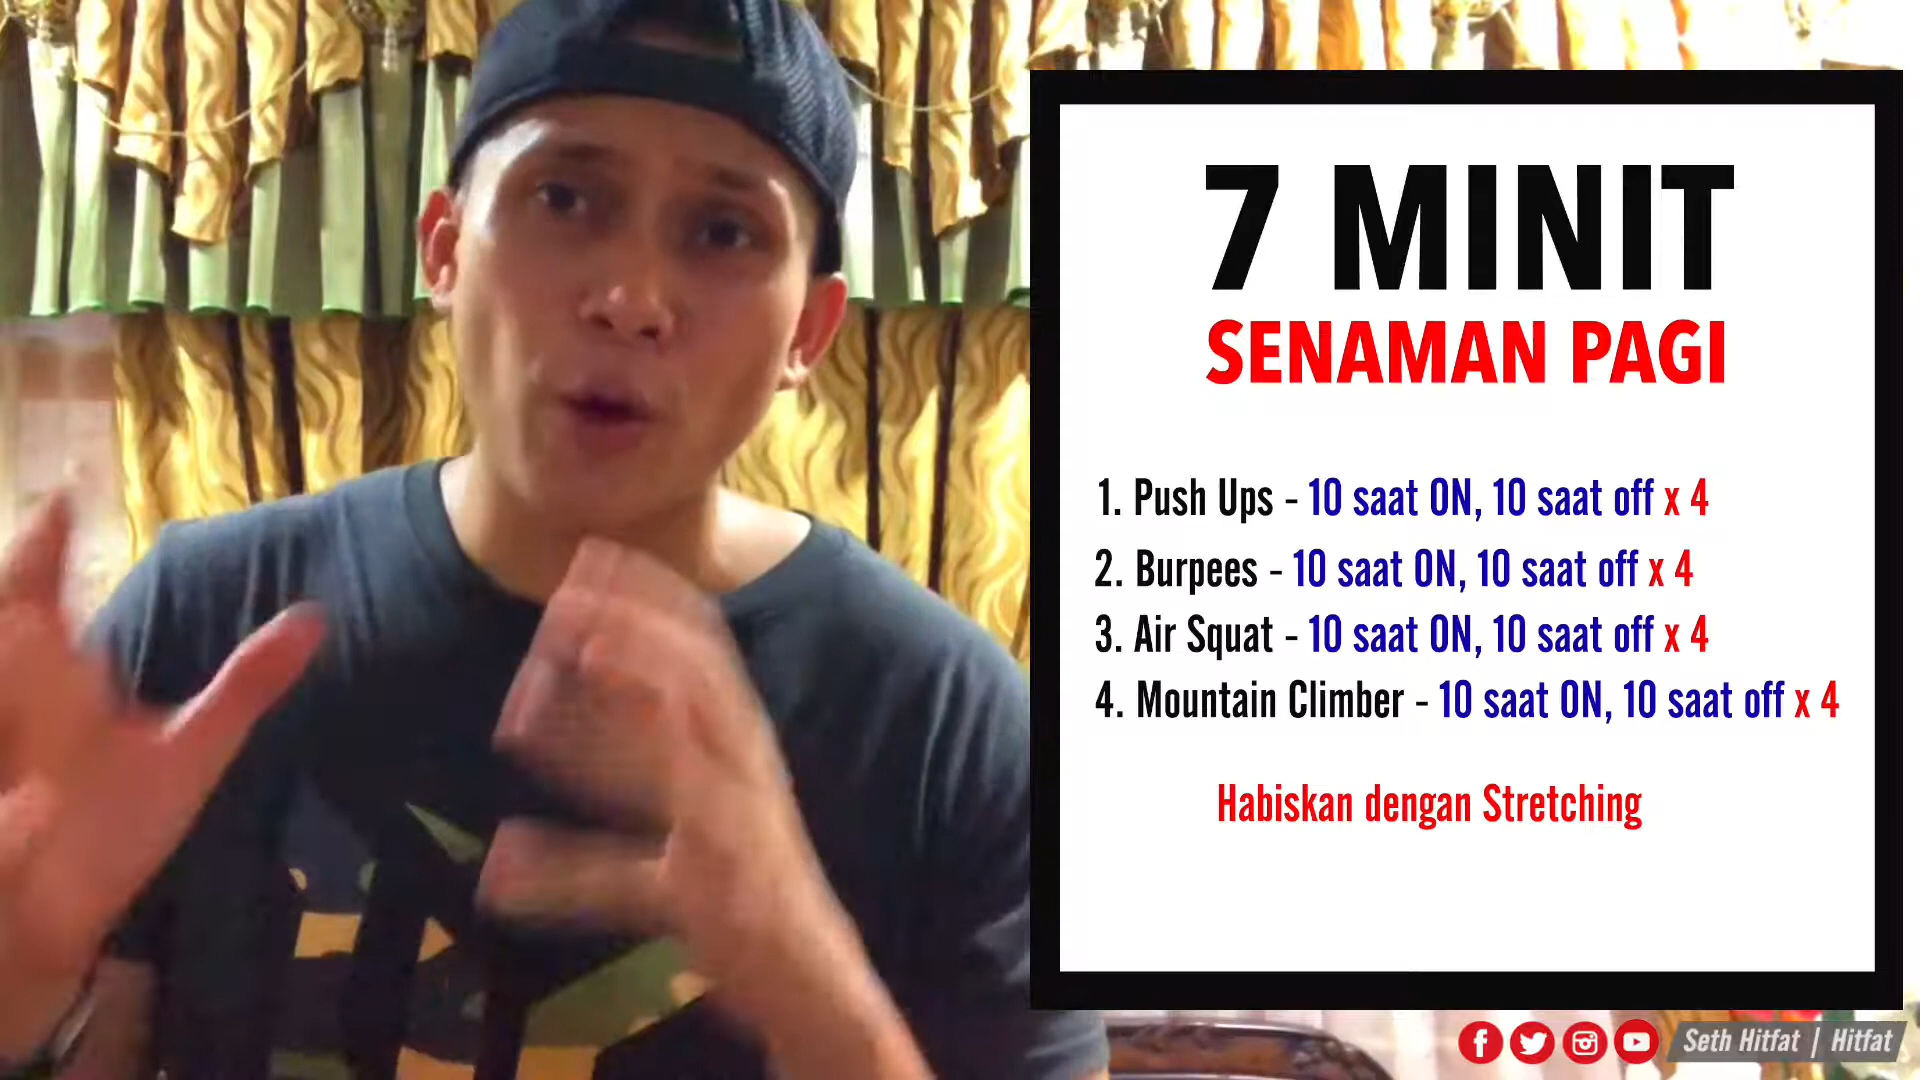 7 MINIT
SENAMAN PAGI
1. Push Ups - 10 saat ON, 10 saat off x 4
2. Burpees - 10 saat ON, 10 saat off x 4
3. Air Squat - 10 saat ON, 10 saat off x 4
4. Mountain Climber - 10 saat ON, 10 saat off x 4
Habiskan dengan Stretching
Seth Hitfat | Hitfat